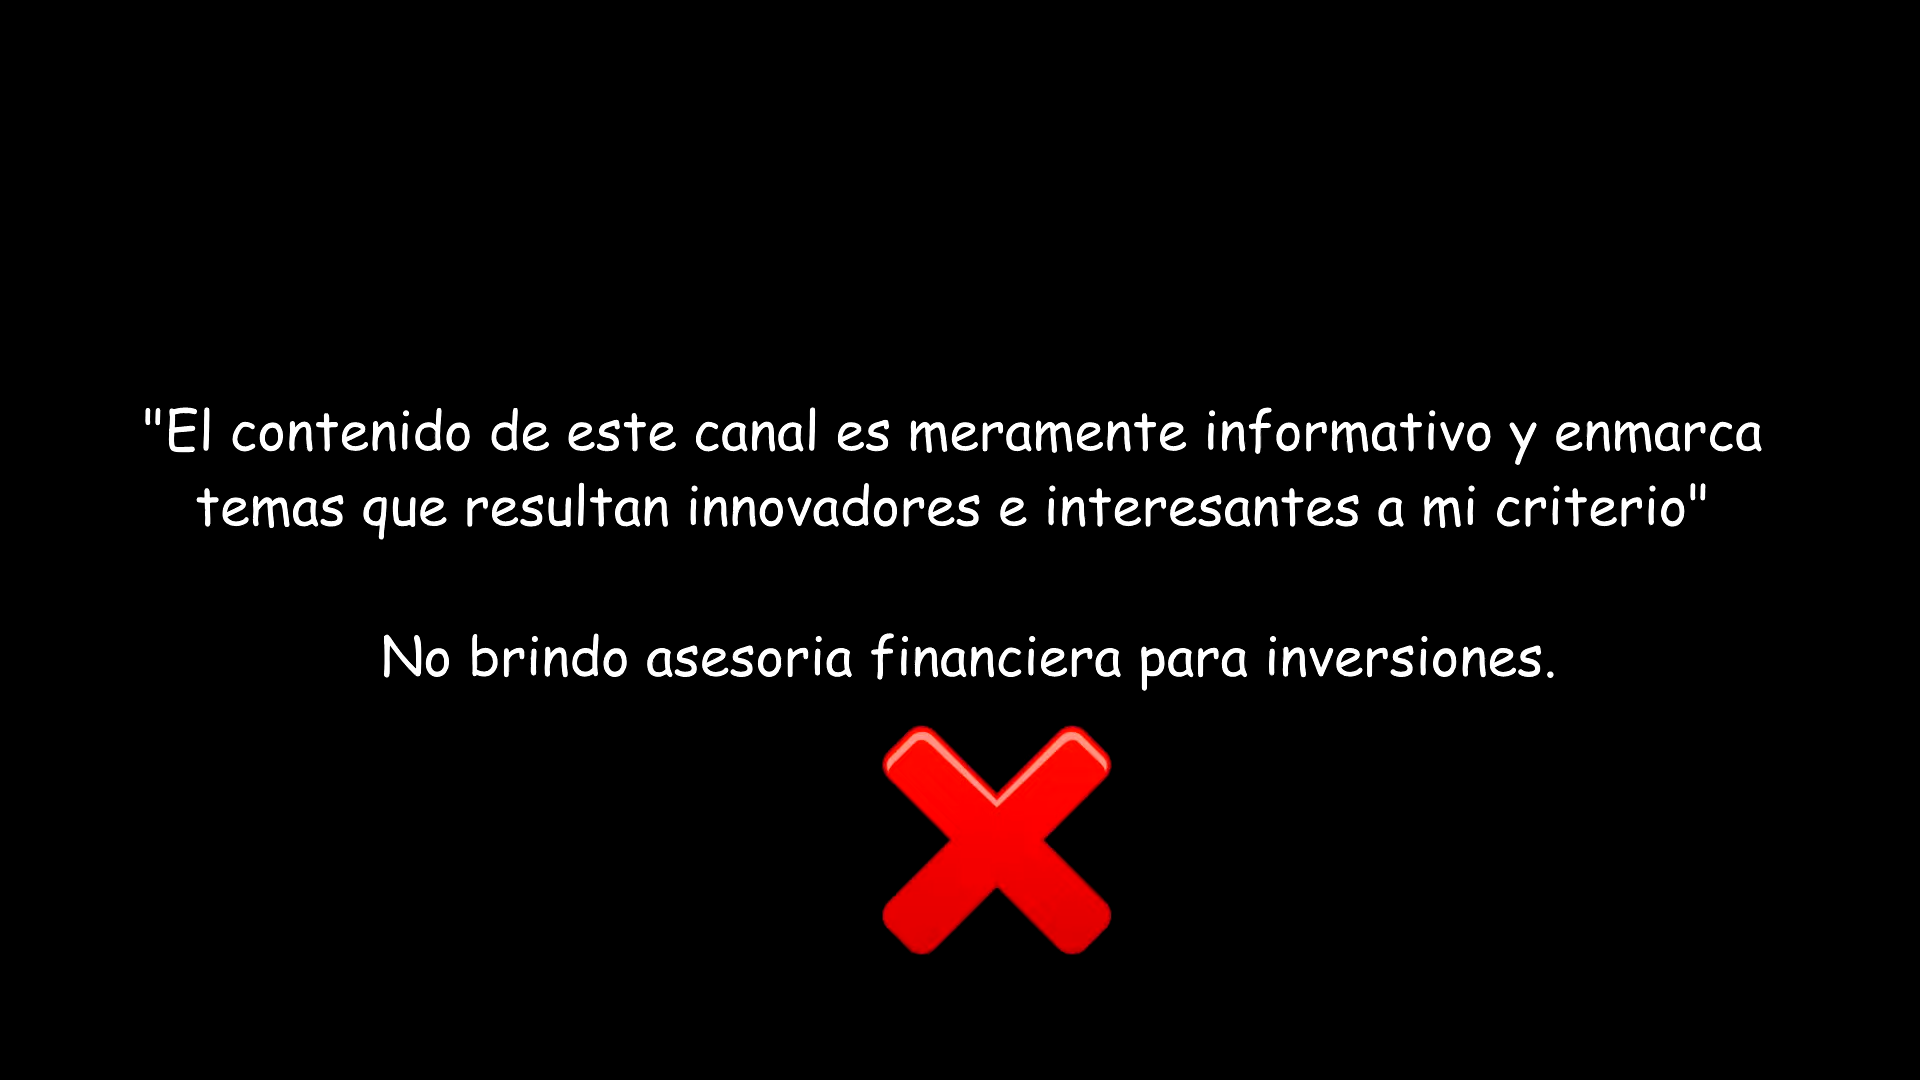 "El contenido de este canal es meramente informativo y enmarca
temas que resultan innovadores e interesantes a mi criterio"
No brindo asesoria financiera para inversiones.